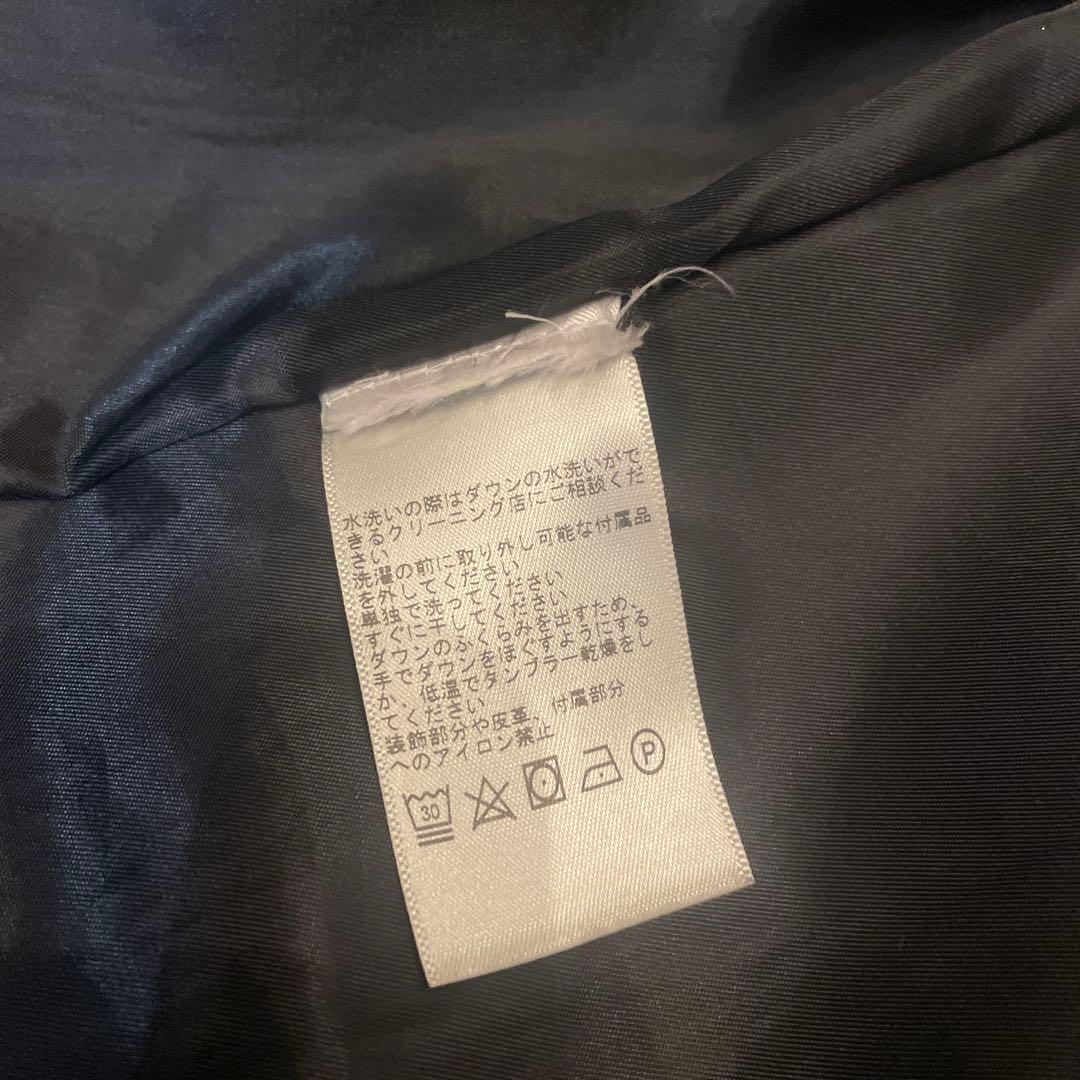 水洗いの際はダウンの水洗いがで
きるクリーニング店にご相談くだ
さい
洗濯の前に取り外し可能な付属品
を外してください
単独で洗ってください
すぐに干してください
ダウンのふくらみを出すため、
手でダウンをほぐすようにする
か、低温でタンブラー乾燥をし
てください
装飾部分や皮革、付属部分
へのアイロン禁止
30
P